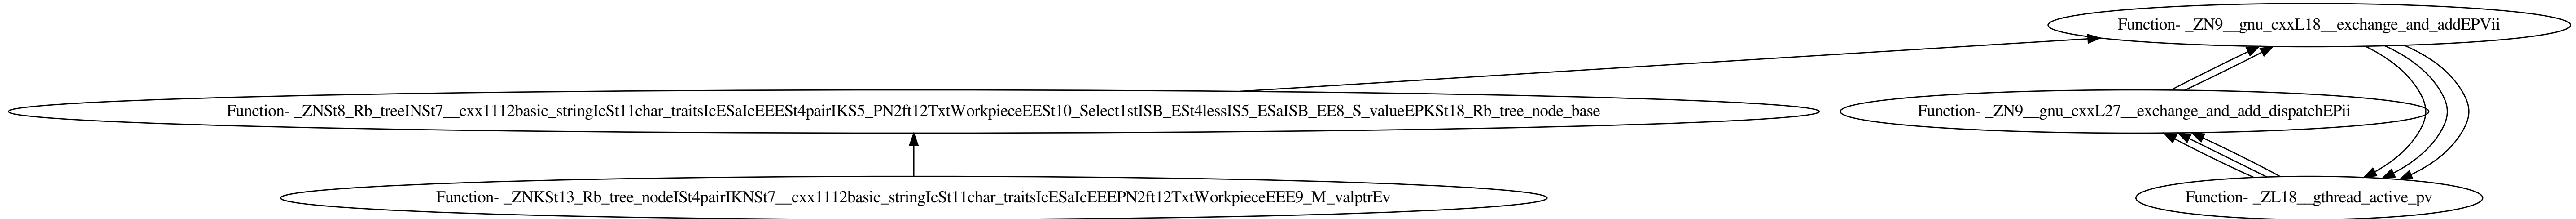 Function- _ZN9__gnu_cxxL18__exchange_and_addEPVii
Function- _ZNSt8_Rb_treeINSt7__cxx1112basic_stringIcSt11char_traitsIcESaIcEEESt4pairIKS5_PN2ft12TxtWorkpieceEESt10_Select1stISB_ESt4lessIS5_ESaISB_EE8_S_valueEPKSt18_Rb_tree_node_base
Function- _ZN9__gnu_cxxL27__exchange_and_add_dispatchEPii
Function- _ZNKSt13_Rb_tree_nodeISt4pairIKNSt7__cxx1112basic_stringIcSt11char_traitsIcESaIcEEEPN2ft12TxtWorkpieceEEE9_M_valptrEv
Function- _ZL18__gthread_active_pv